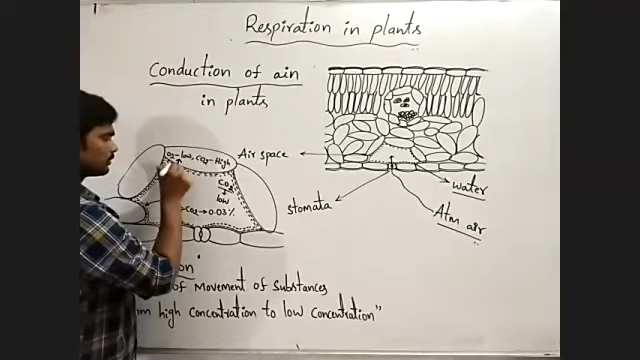 Respiration in plants
Conduction of air
in plants
O2-low, CO2-High
Air space
CO2
low
CO2→0.03%
water
stomata
Atm air
on"
of Movement of Substances
m high Concentration to low Concentration"